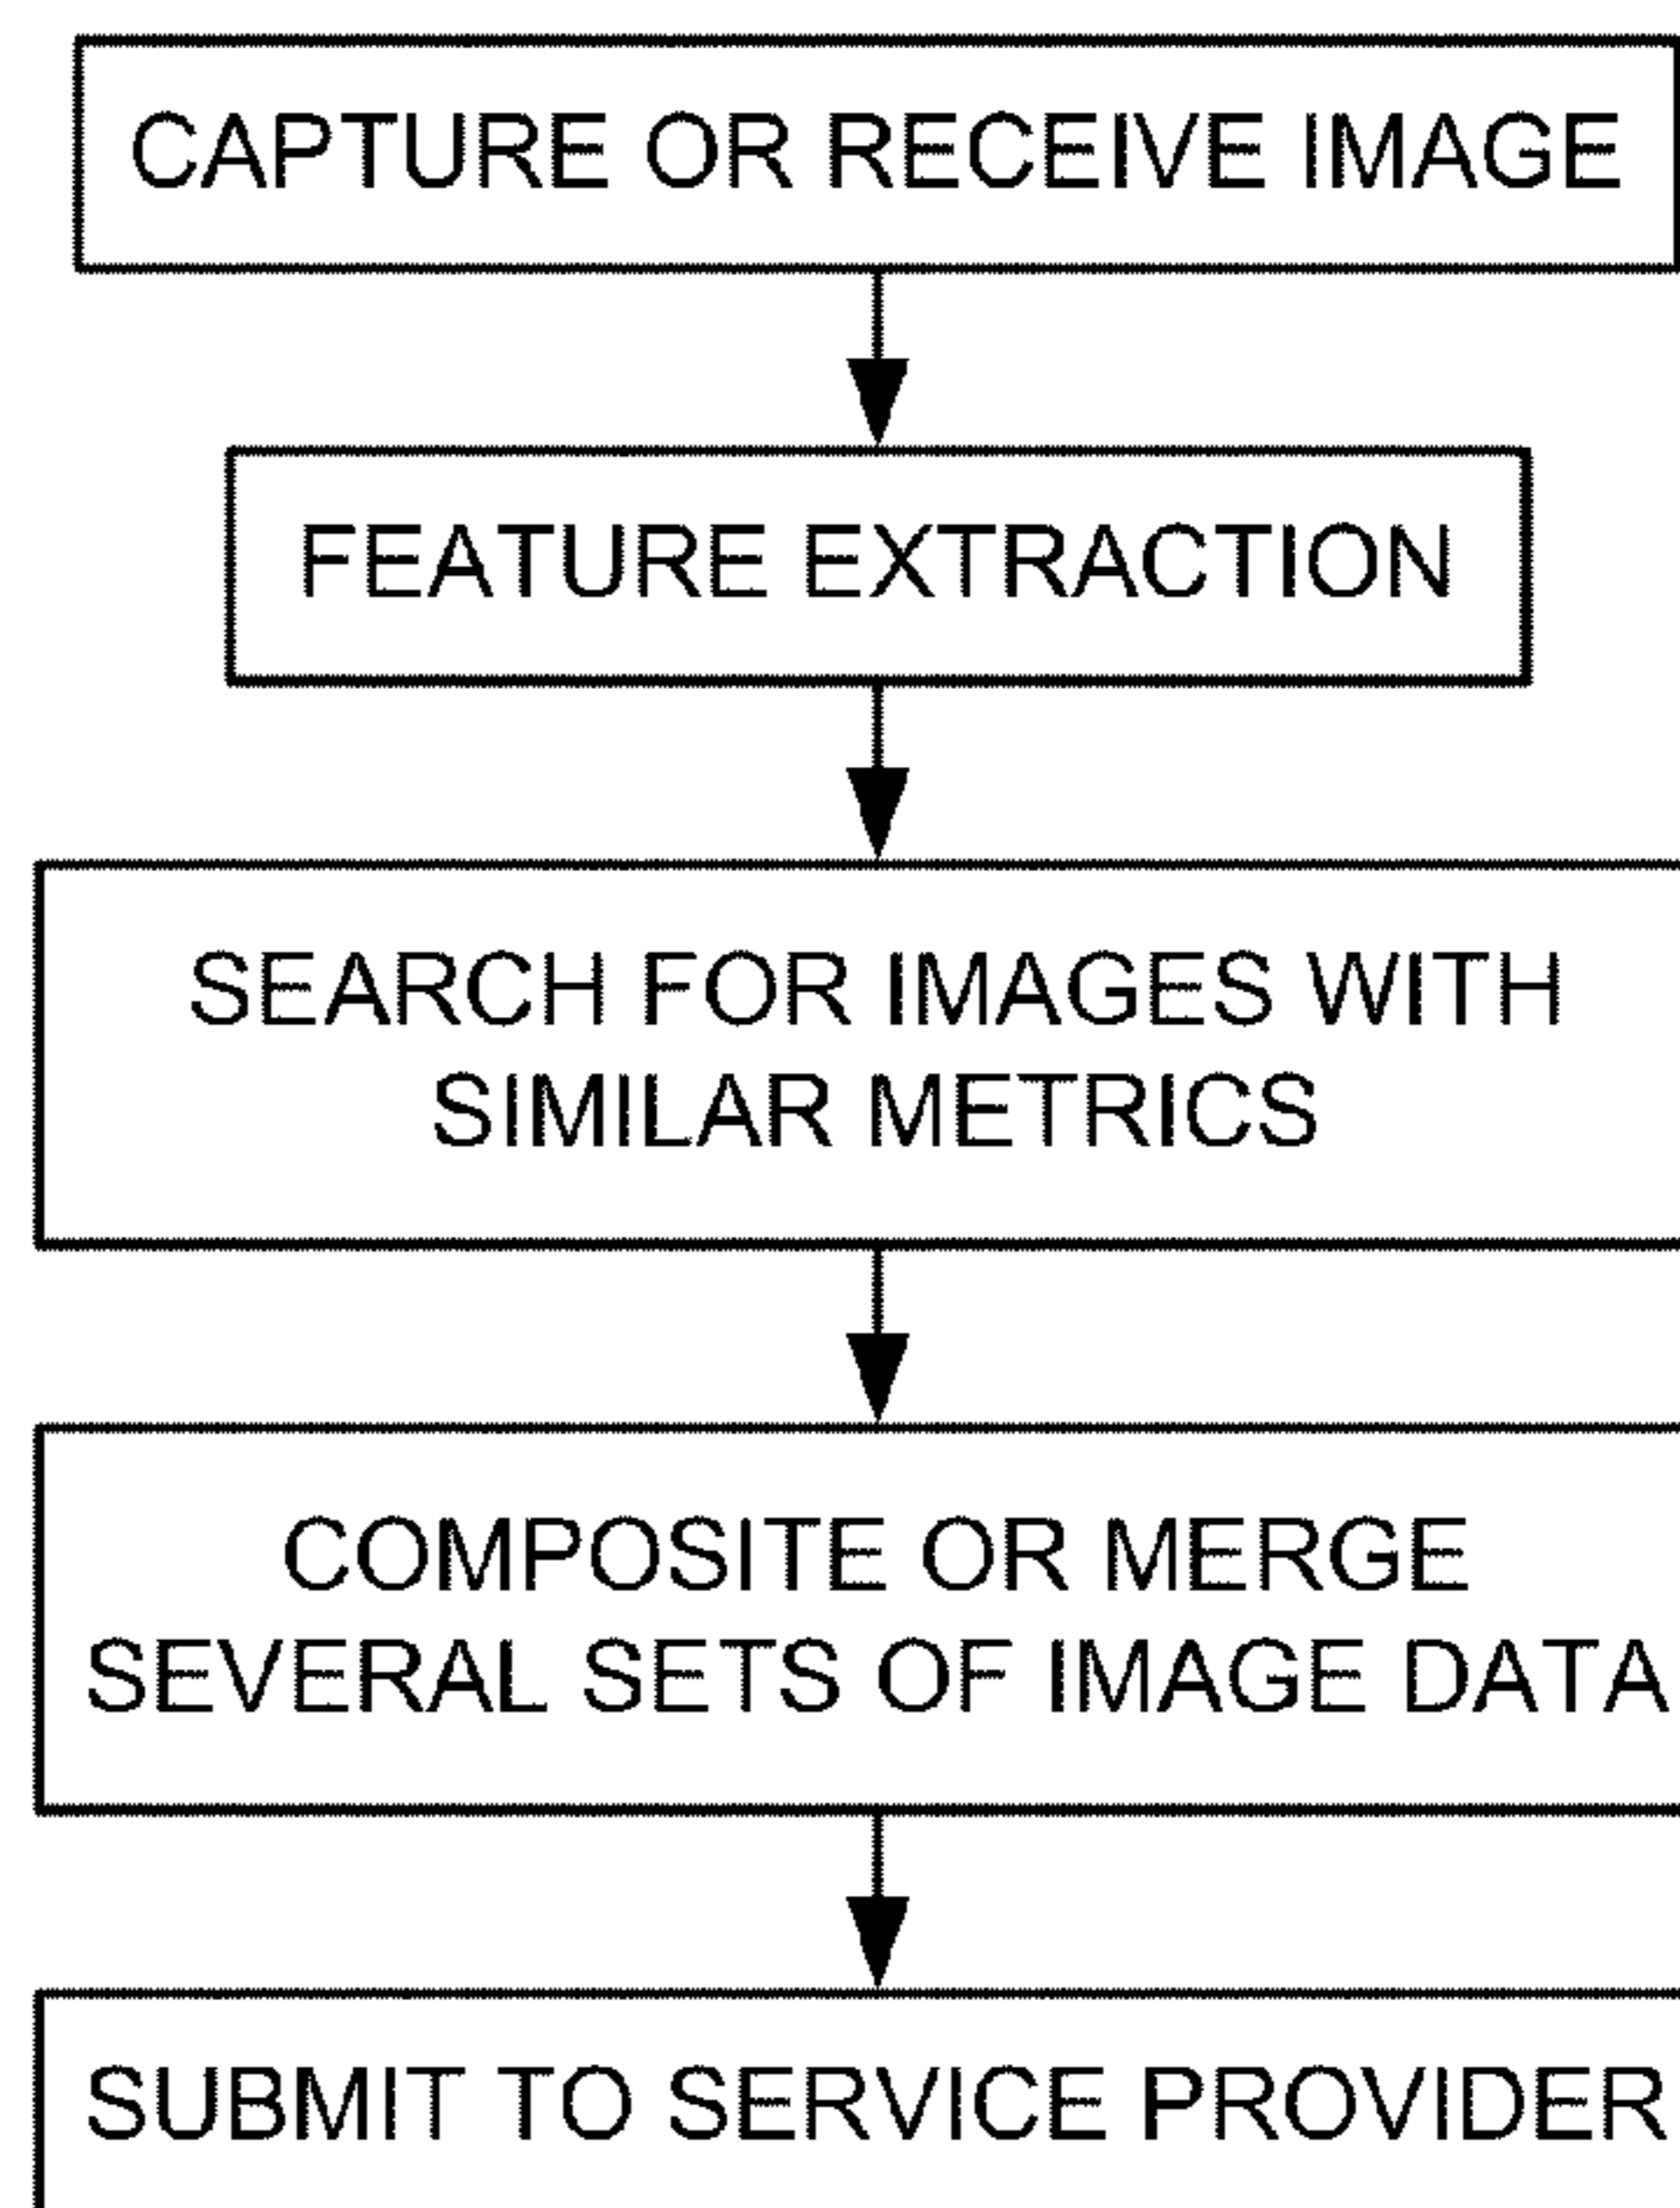 CAPTURE OR RECEIVE IMAGE
FEATURE EXTRACTION
SEARCH FOR IMAGES WITH
SIMILAR METRICS
COMPOSITE OR MERGE
SEVERAL SETS OF IMAGE DATA
SUBMIT TO SERVICE PROVIDER